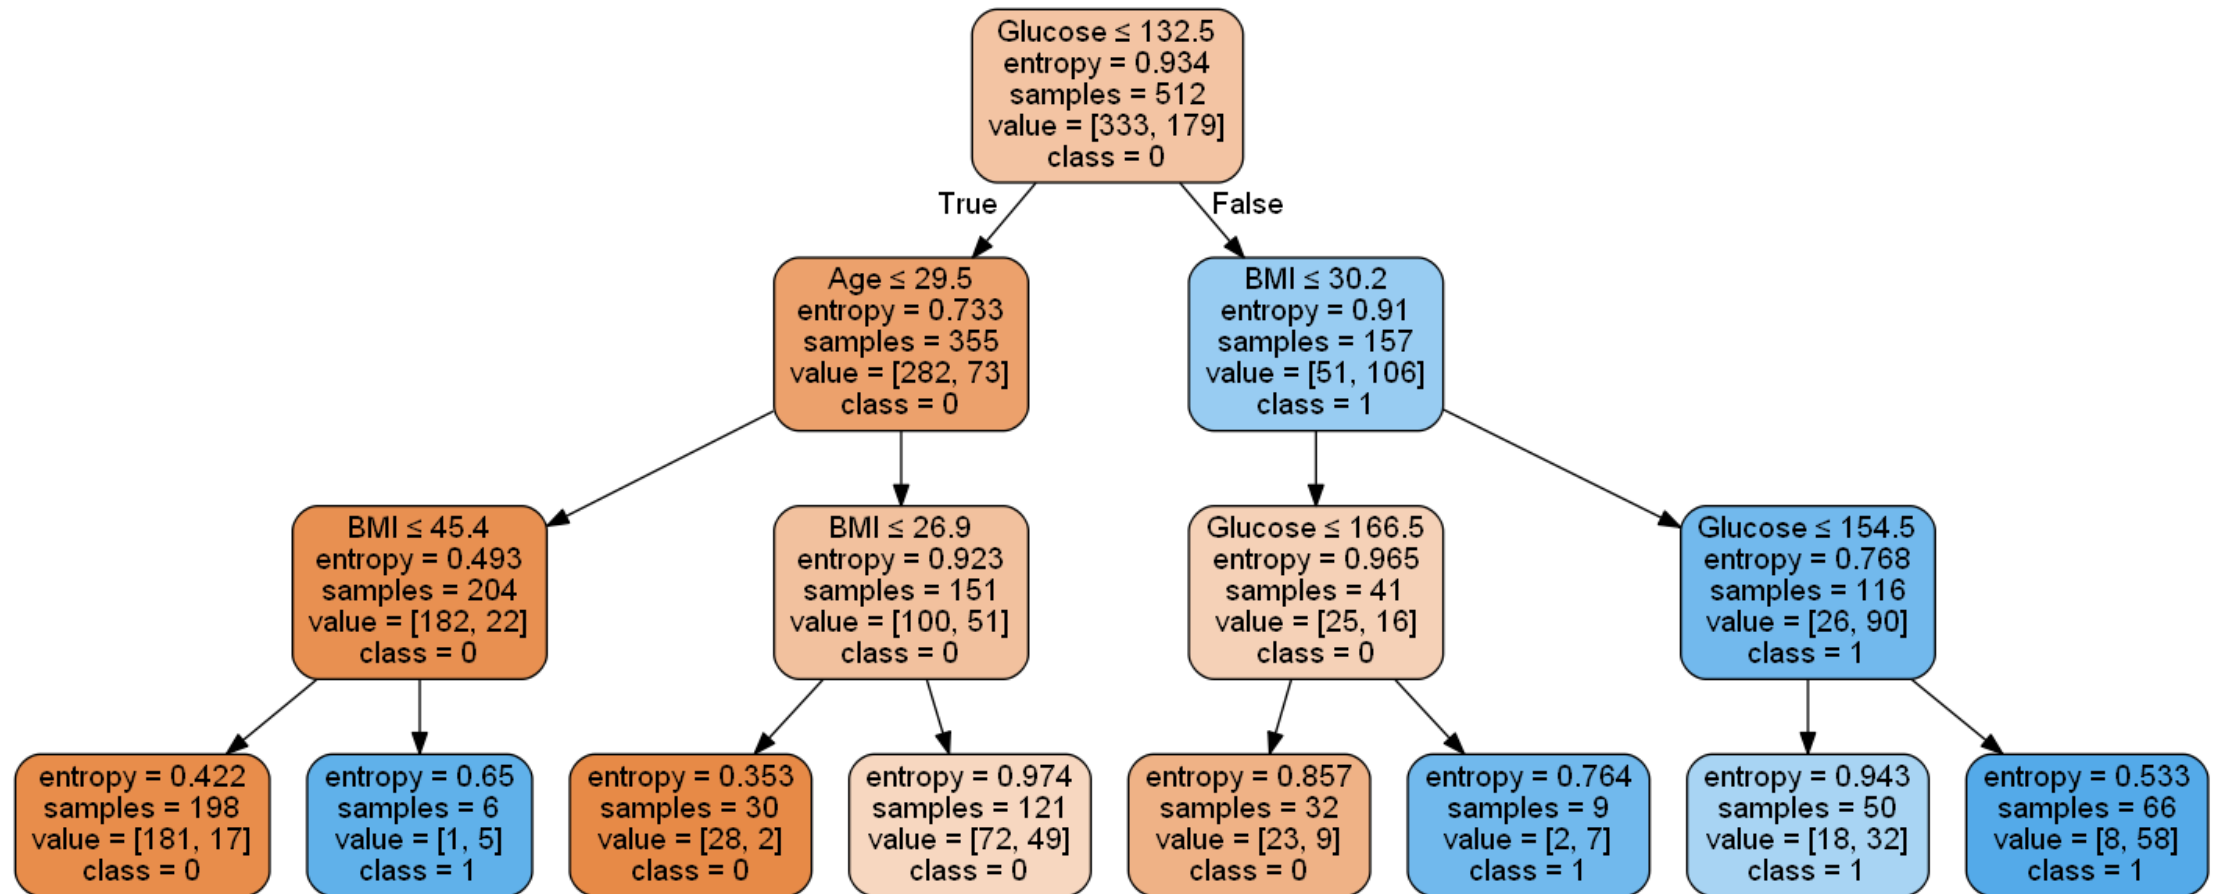 Glucose ≤ 132.5
entropy = 0.934
samples = 512
value = [333, 179]
class = 0
True
False
Age ≤ 29.5
entropy = 0.733
samples = 355
value = [282, 73]
class = 0
BMI ≤ 30.2
entropy = 0.91
samples = 157
value = [51, 106]
class = 1
BMI ≤ 45.4
entropy = 0.493
samples = 204
value = [182, 22]
class = 0
BMI ≤ 26.9
entropy = 0.923
samples = 151
value = [100, 51]
class = 0
Glucose ≤ 166.5
entropy = 0.965
samples = 41
value = [25, 16]
class = 0
Glucose ≤ 154.5
entropy = 0.768
samples = 116
value = [26, 90]
class = 1
entropy = 0.422
samples = 198
value = [181, 17]
class = 0
entropy = 0.65
samples = 6
value = [1, 5]
class = 1
entropy = 0.353
samples = 30
value = [28, 2]
class = 0
entropy = 0.974
samples = 121
value = [72, 49]
class = 0
entropy = 0.857
samples = 32
value = [23, 9]
class = 0
entropy = 0.764
samples = 9
value = [2, 7]
class = 1
entropy = 0.943
samples = 50
value = [18, 32]
class = 1
entropy = 0.533
samples = 66
value = [8, 58]
class = 1